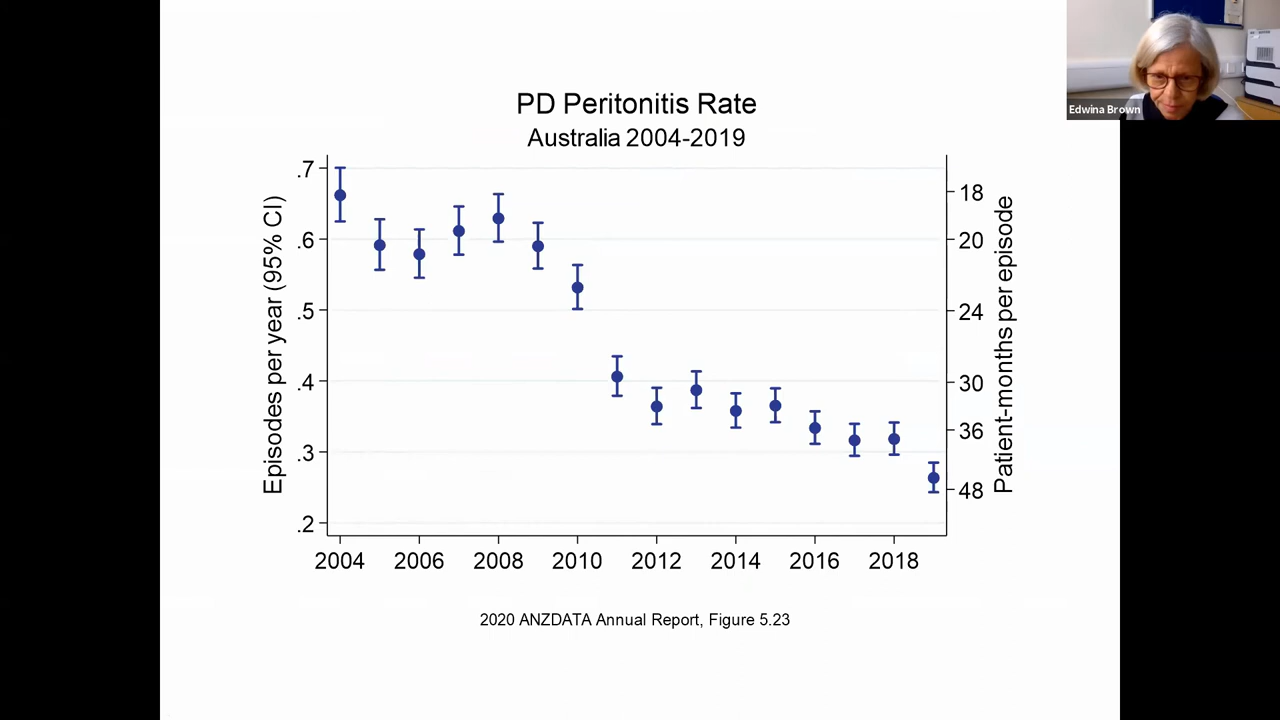 Edwina Brown
PD Peritonitis Rate
Australia 2004-2019
Episodes per year (95% CI)
.7
.6
.5
.4
.3
.2
18
20
24
30
36
48
Patient-months per episode
2004 2006 2008 2010 2012 2014 2016 2018
2020 ANZDATA Annual Report, Figure 5.23